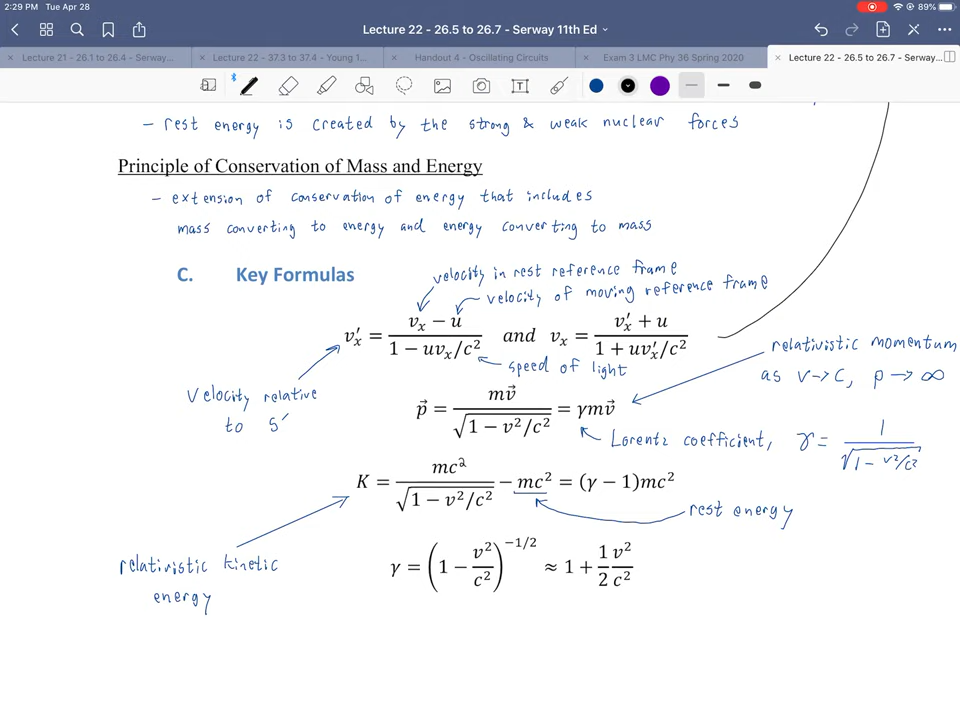 2:29 PM Tue Apr 28
89%
Lecture 22 - 26.5 to 26.7 - Serway 11th Ed
Lecture 21 - 26.1 to 26.4 - Serway...
Lecture 22 - 37.3 to 37.4 - Young 1...
Handout 4 - Oscillating Circuits
Exam 3 LMC Phy 36 Spring 2020
Lecture 22 - 26.5 to 26.7 - Serway 11th Ed
- rest energy is created by the strong & weak nuclear forces
Principle of Conservation of Mass and Energy
- extension of conservation of energy that includes
mass converting to energy and energy converting to mass
C. Key Formulas
velocity in rest reference frame
velocity of moving reference frame
v'ₓ = (vₓ − u)/(1 − uvₓ/c²) and vₓ = (v'ₓ + u)/(1 + uv'ₓ/c²)
speed of light
relativistic momentum
as v → c, p → ∞
velocity relative
to S'
p⃗ = mv⃗/√(1 − v²/c²) = γmv⃗
Lorentz coefficient, γ = 1/√(1 − v²/c²)
K = mc²/√(1 − v²/c²) − mc² = (γ − 1)mc²
rest energy
relativistic kinetic
energy
γ = (1 − v²/c²)^(−1/2) ≈ 1 + 1/2 v²/c²